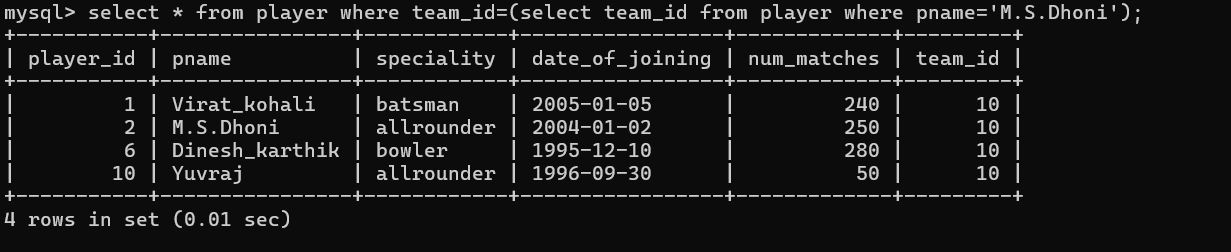 mysql> select * from player where team_id=(select team_id from player where pname='M.S.Dhoni');
+-----------+----------------+------------+-----------------+-------------+---------+
| player_id | pname          | speciality | date_of_joining | num_matches | team_id |
+-----------+----------------+------------+-----------------+-------------+---------+
|         1 | Virat_kohali   | batsman    | 2005-01-05      |         240 |      10 |
|         2 | M.S.Dhoni      | allrounder | 2004-01-02      |         250 |      10 |
|         6 | Dinesh_karthik | bowler     | 1995-12-10      |         280 |      10 |
|        10 | Yuvraj         | allrounder | 1996-09-30      |          50 |      10 |
+-----------+----------------+------------+-----------------+-------------+---------+
4 rows in set (0.01 sec)